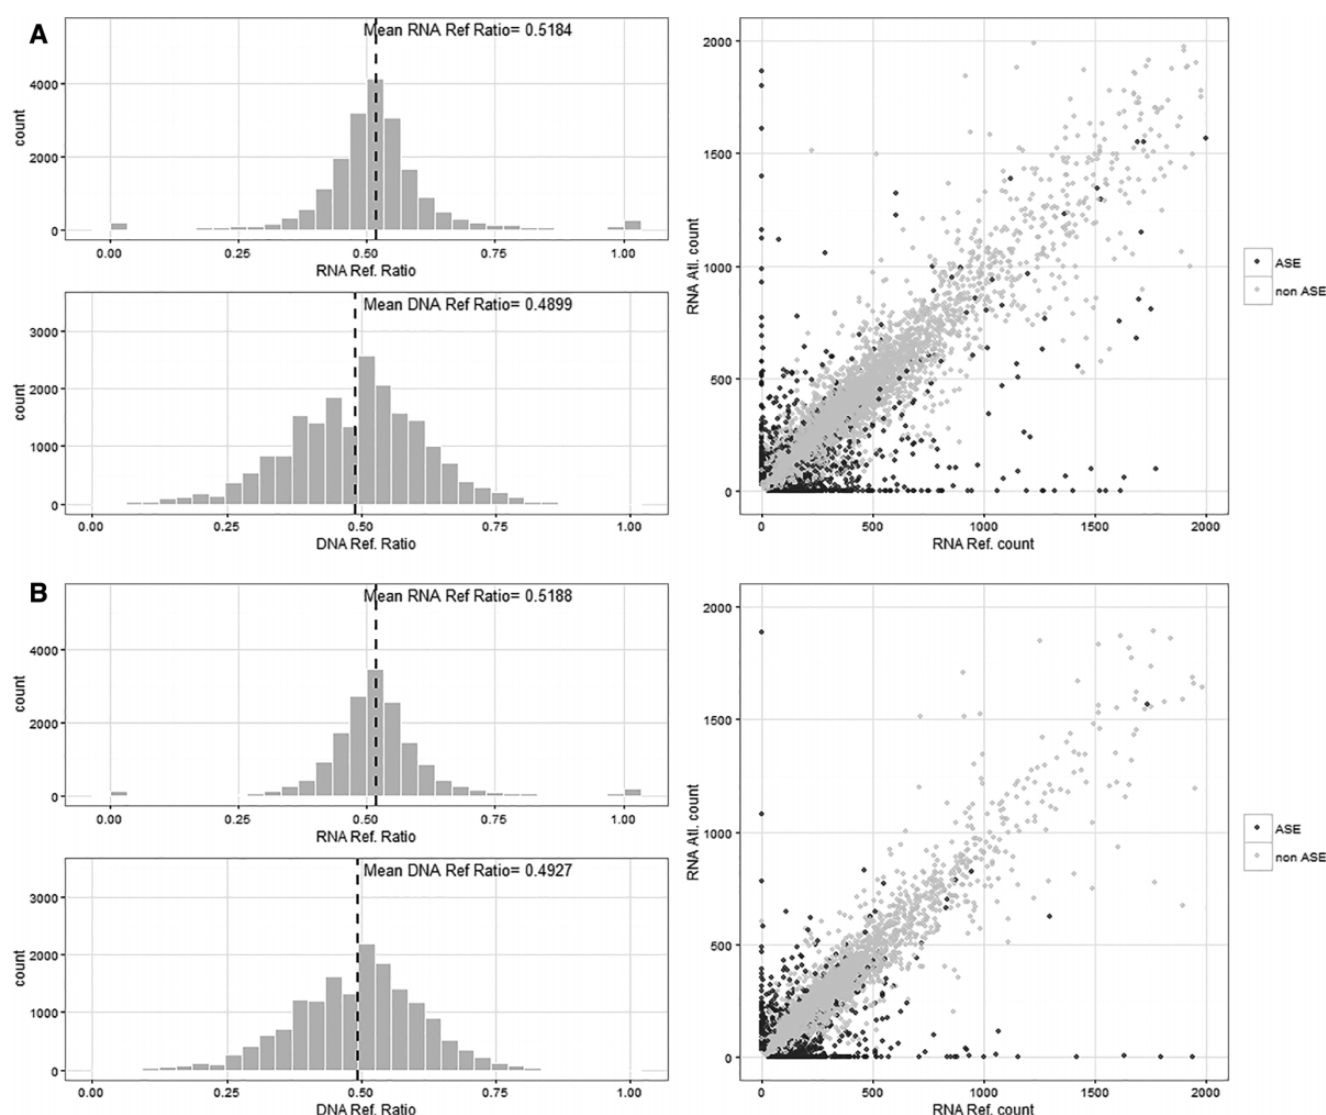 A
Mean RNA Ref Ratio= 0.5184
4000
2000
0
count
0.00 0.25 0.50 0.75 1.00
RNA Ref. Ratio
Mean DNA Ref Ratio= 0.4899
3000
2000
1000
0
count
0.00 0.25 0.50 0.75 1.00
DNA Ref. Ratio
2000
1500
1000
500
0
RNA Atl. count
0 500 1000 1500 2000
RNA Ref. count
ASE
non ASE
B
Mean RNA Ref Ratio= 0.5188
4000
2000
0
count
0.00 0.25 0.50 0.75 1.00
RNA Ref. Ratio
Mean DNA Ref Ratio= 0.4927
3000
2000
1000
0
count
0.00 0.25 0.50 0.75 1.00
DNA Ref. Ratio
2000
1500
1000
500
0
RNA Atl. count
0 500 1000 1500 2000
RNA Ref. count
ASE
non ASE